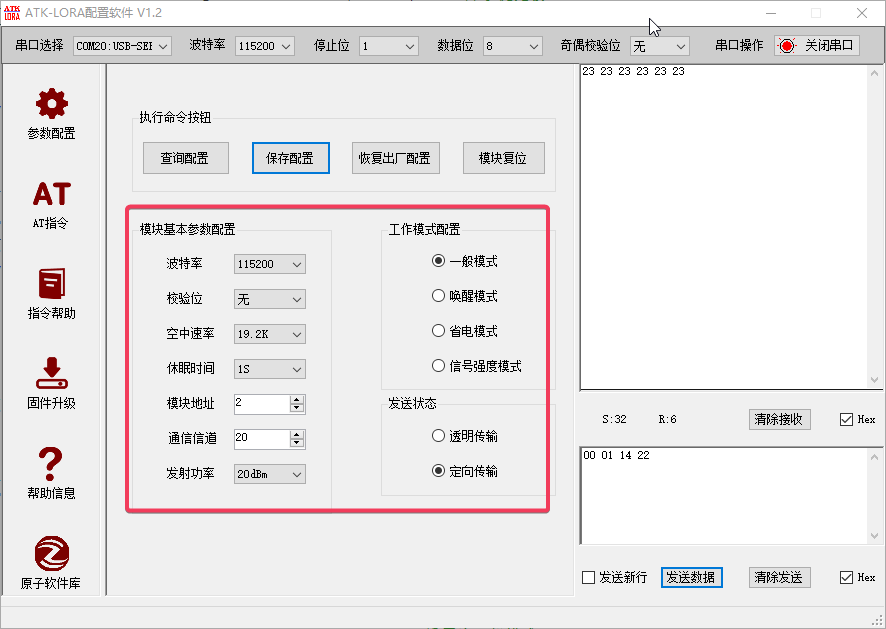 ATK
LORA
ATK-LORA配置软件 V1.2
串口选择 COM20:USB-SER 波特率 115200 停止位 1 数据位 8 奇偶校验位 无 串口操作 关闭串口
参数配置
AT
AT指令
指令帮助
固件升级
?
帮助信息
原子软件库
执行命令按钮
查询配置 保存配置 恢复出厂配置 模块复位
模块基本参数配置
波特率 115200
校验位 无
空中速率 19.2K
休眠时间 1S
模块地址 2
通信信道 20
发射功率 20dBm
工作模式配置
一般模式
唤醒模式
省电模式
信号强度模式
发送状态
透明传输
定向传输
23 23 23 23 23 23
S:32 R:6 清除接收 Hex
00 01 14 22
发送新行 发送数据 清除发送 Hex